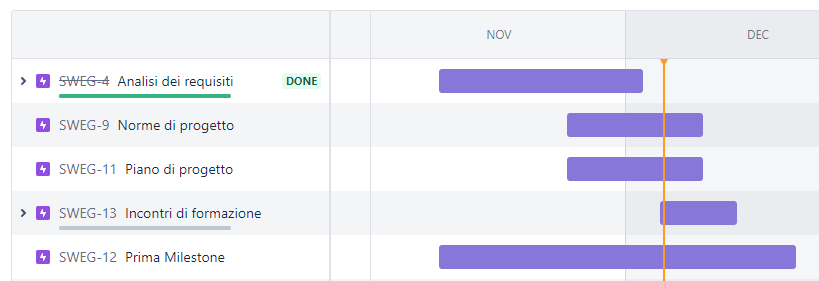 NOV DEC
SWEG-4 Analisi dei requisiti DONE
SWEG-9 Norme di progetto
SWEG-11 Piano di progetto
SWEG-13 Incontri di formazione
SWEG-12 Prima Milestone